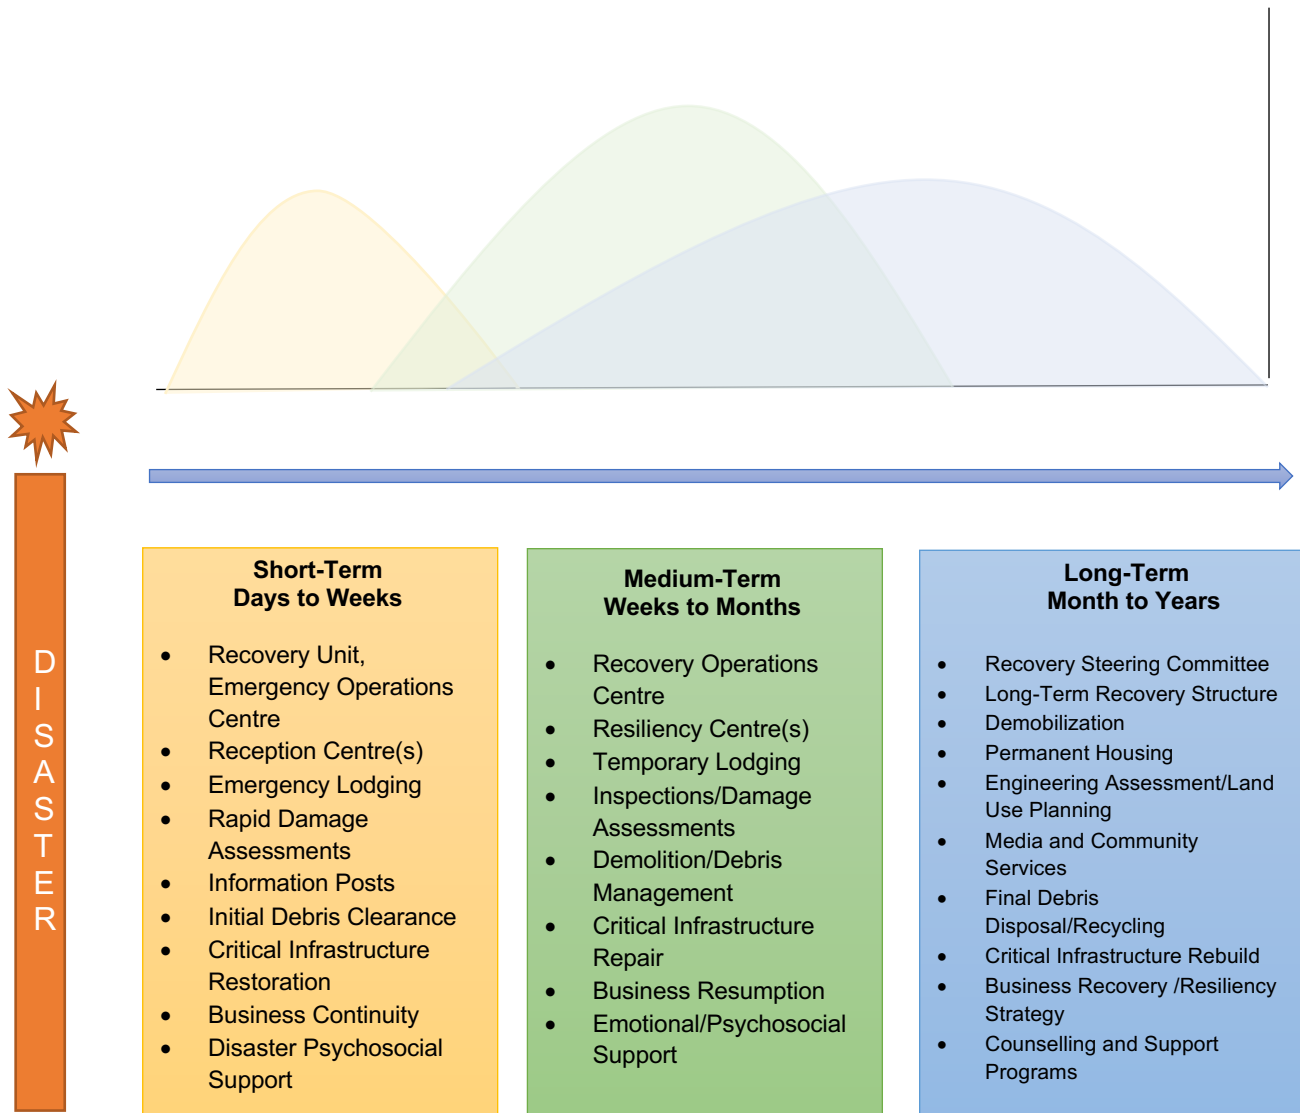 DISASTER
Short-Term
Days to Weeks
• Recovery Unit,
Emergency Operations
Centre
• Reception Centre(s)
• Emergency Lodging
• Rapid Damage
Assessments
• Information Posts
• Initial Debris Clearance
• Critical Infrastructure
Restoration
• Business Continuity
• Disaster Psychosocial
Support
Medium-Term
Weeks to Months
• Recovery Operations
Centre
• Resiliency Centre(s)
• Temporary Lodging
• Inspections/Damage
Assessments
• Demolition/Debris
Management
• Critical Infrastructure
Repair
• Business Resumption
• Emotional/Psychosocial
Support
Long-Term
Month to Years
• Recovery Steering Committee
• Long-Term Recovery Structure
• Demobilization
• Permanent Housing
• Engineering Assessment/Land
Use Planning
• Media and Community
Services
• Final Debris
Disposal/Recycling
• Critical Infrastructure Rebuild
• Business Recovery /Resiliency
Strategy
• Counselling and Support
Programs